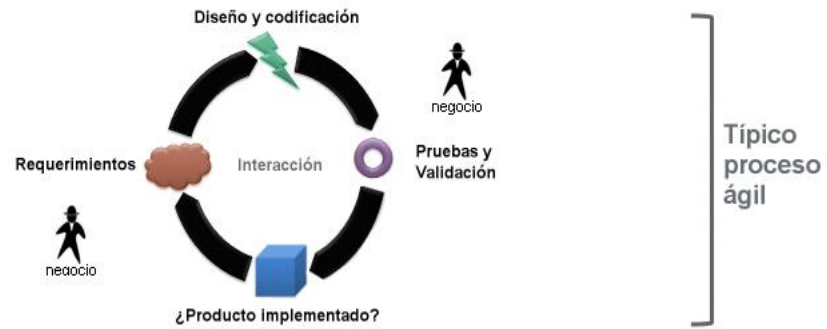 Diseño y codificación
negocio
Requerimientos
Interacción
Pruebas y
Validación
Típico
proceso
ágil
negocio
¿Producto implementado?